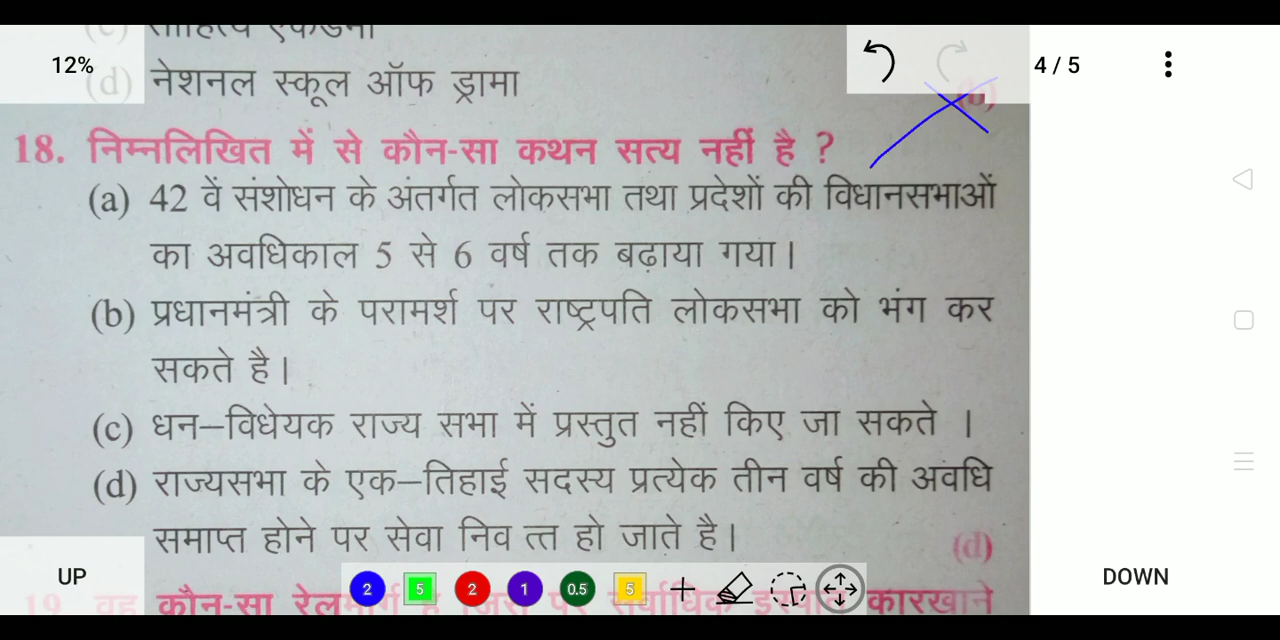 12%
4 / 5
(d) नेशनल स्कूल ऑफ ड्रामा
18. निम्नलिखित में से कौन-सा कथन सत्य नहीं है ?
(a) 42 वें संशोधन के अंतर्गत लोकसभा तथा प्रदेशों की विधानसभाओं
का अवधिकाल 5 से 6 वर्ष तक बढ़ाया गया।
(b) प्रधानमंत्री के परामर्श पर राष्ट्रपति लोकसभा को भंग कर
सकते है।
(c) धन–विधेयक राज्य सभा में प्रस्तुत नहीं किए जा सकते ।
(d) राज्यसभा के एक–तिहाई सदस्य प्रत्येक तीन वर्ष की अवधि
समाप्त होने पर सेवा निव त्त हो जाते है।
(d)
UP
2 5 2 1 0.5 5
DOWN
19. वह कौन-सा कारखाने